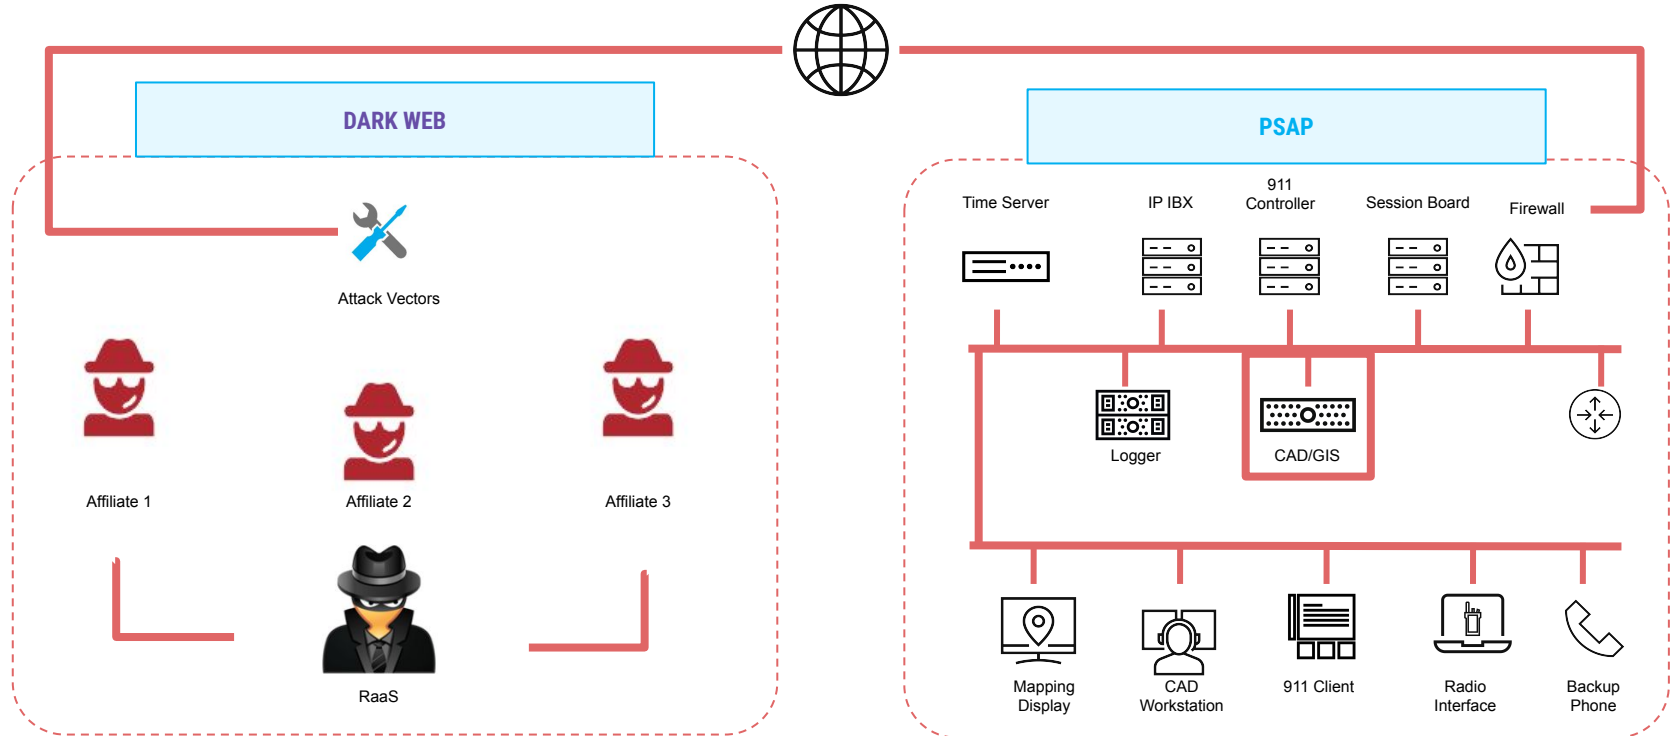 DARK WEB
Attack Vectors
Affiliate 1
Affiliate 2
Affiliate 3
RaaS
PSAP
Time Server
IP IBX
911
Controller
Session Board
Firewall
Logger
CAD/GIS
Mapping
Display
CAD
Workstation
911 Client
Radio
Interface
Backup
Phone